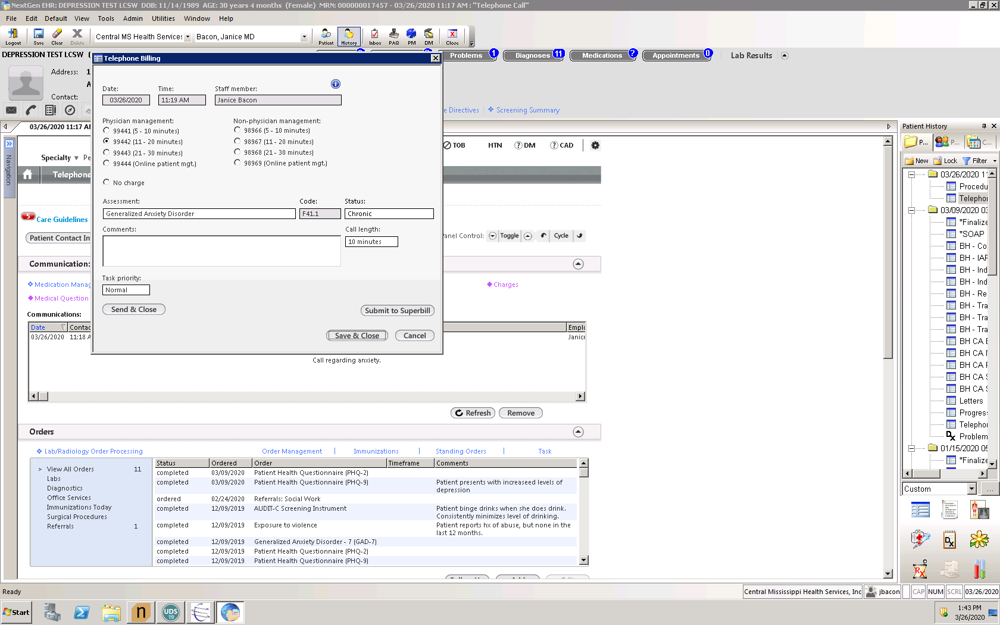 NextGen EHR: DEPRESSION TEST LCSW  DOB: 11/14/1989  AGE: 30 years 4 months  (Female)  MRN: 000000017457 - 03/26/2020 11:17 AM : "Telephone Call"
File Edit Default View Tools Admin Utilities Window Help
Central MS Health Services Bacon, Janice MD
Logout Save Clear Delete Patient History Inbox PAQ PM DM Close
DEPRESSION TEST LCSW
Problems 1 Diagnoses 11 Medications ? Appointments 0 Lab Results
Address: 1
A
Contact:
e Directives Screening Summary
Telephone Billing
Date: Time: Staff member:
03/26/2020 11:19 AM Janice Bacon
Physician management: Non-physician management:
99441 (5 - 10 minutes) 98966 (5 - 10 minutes)
99442 (11 - 20 minutes) 98967 (11 - 20 minutes)
99443 (21 - 30 minutes) 98968 (21 - 30 minutes)
99444 (Online patient mgt.) 98969 (Online patient mgt.)
No charge
Assessment: Code: Status:
Generalized Anxiety Disorder F41.1 Chronic
Comments: Call length:
10 minutes
Task priority:
Normal
Send & Close Submit to Superbill
Save & Close Cancel
03/26/2020 11:17 AM
Navigation
TOB HTN ? DM ? CAD
Specialty Pe
Telephone
5 Care Guidelines
Patient Contact In
Panel Control: Toggle Cycle
Communication:
Medication Manag Charges
Medical Question
Communications:
Date Contac Emplo
03/26/2020 11:18 A Janice
Call regarding anxiety.
Refresh Remove
Orders
Lab/Radiology Order Processing Order Management Immunizations Standing Orders Task
> View All Orders 11
Labs
Diagnostics
Office Services
Immunizations Today
Surgical Procedures
Referrals 1
Status Ordered Order Timeframe Comments
completed 03/09/2020 Patient Health Questionnaire (PHQ-2)
completed 03/09/2020 Patient Health Questionnaire (PHQ-9) Patient presents with increaseed levels of
depression
ordered 02/24/2020 Referrals: Social Work
completed 12/09/2019 AUDIT-C Screening Instrument Patient binge drinks when she does drink.
Consistently minimizes level of drinking.
completed 12/09/2019 Exposure to violence Patient reports hx of abuse, but none in the
last 12 months.
completed 12/09/2019 Generalized Anxiety Disorder - 7 (GAD-7)
completed 12/09/2019 Patient Health Questionnaire (PHQ-2)
completed 12/09/2019 Patient Health Questionnaire (PHQ-9)
Patient History
P... P... C...
New Lock Filter
03/26/2020 11
Procedu
Telephor
03/09/2020 03
*Finalize
*SOAP
BH - Co
BH - IAP
BH - Ind
BH - Ind
BH - Re
BH - Tra
BH - Tra
BH - Tra
BH CA E
BH CA
BH CA F
BH CA S
BH CA S
Letters
Progress
Telephor
Problem
01/15/2020 05
*Finalize
Custom ...
Dx
Rx
Ready
Central Mississippi Health Services, Inc jbacon CAP NUM SCRL 03/26/2020
Start n UDS 19
1:43 PM
3/26/2020